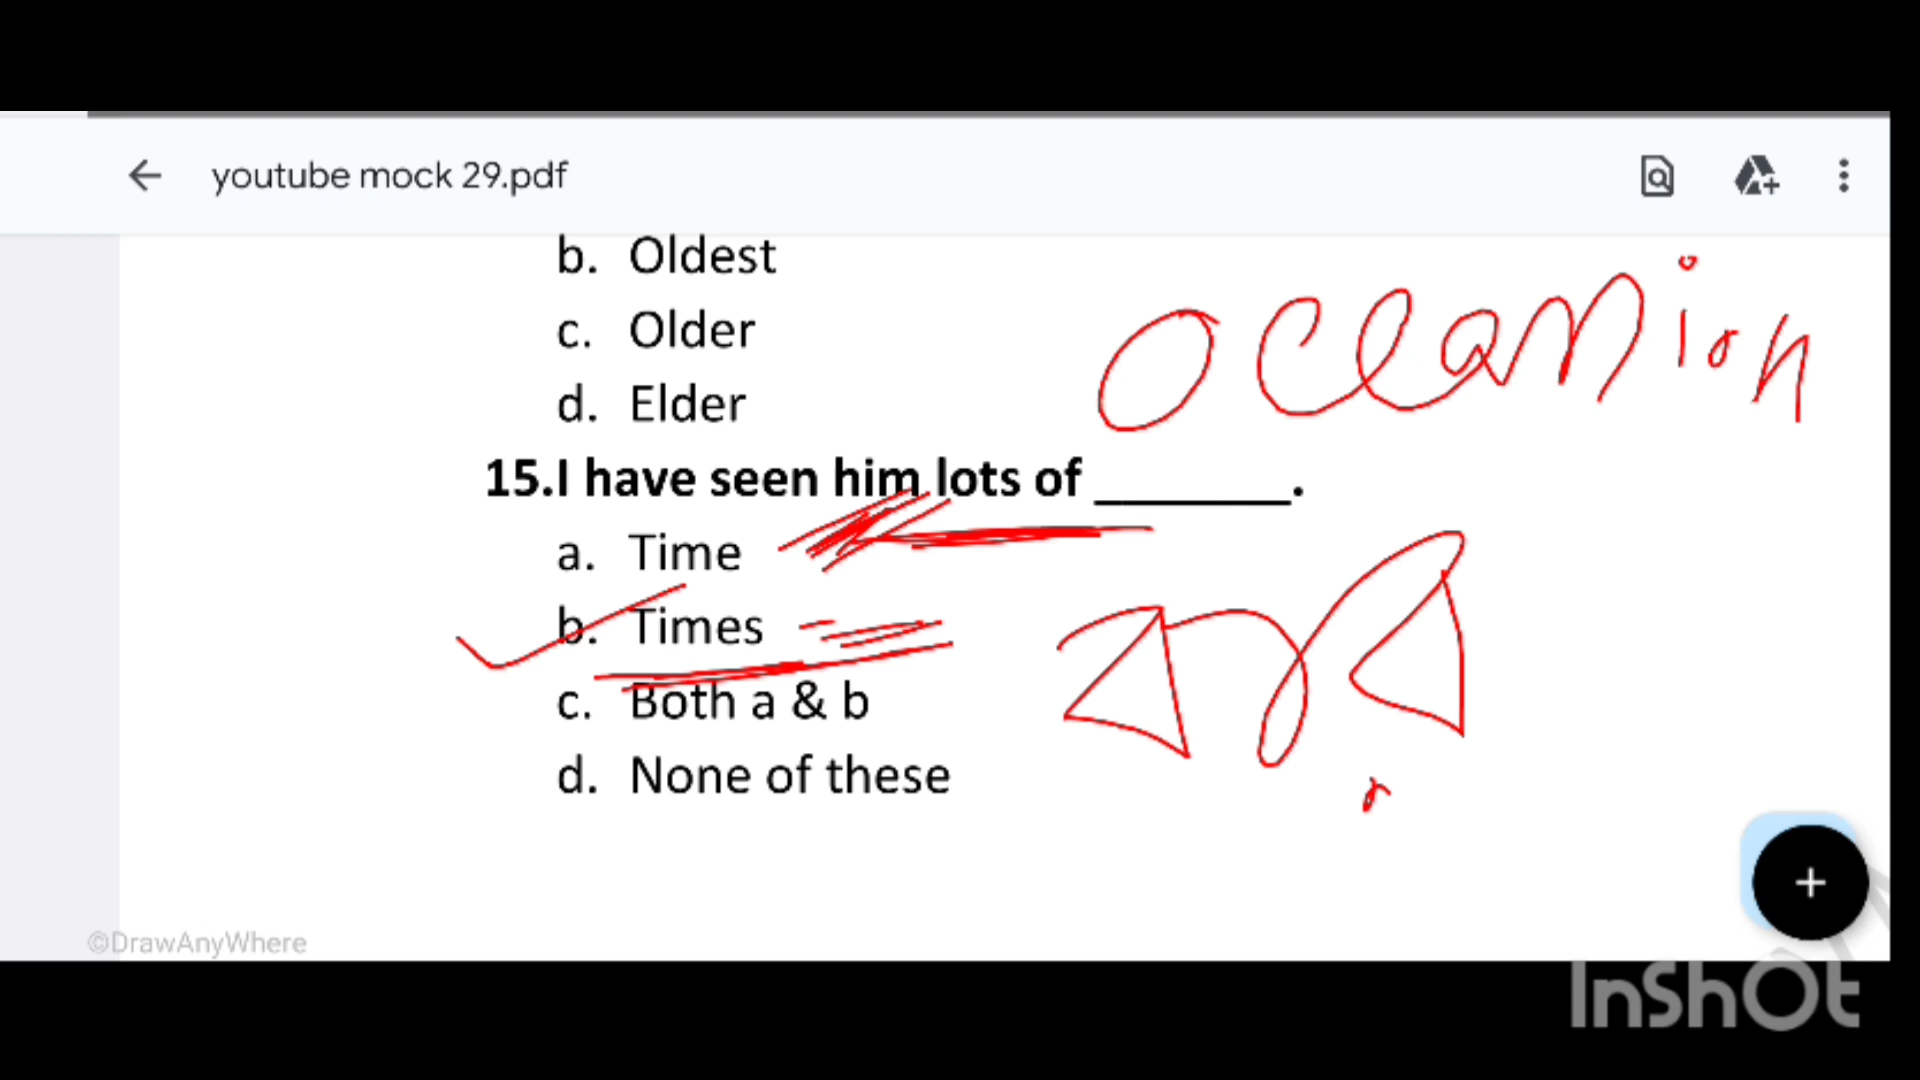 youtube mock 29.pdf
b. Oldest
c. Older
d. Elder
15.I have seen him lots of _______.
a. Time
b. Times
c. Both a & b
d. None of these
©DrawAnyWhere
InShOt